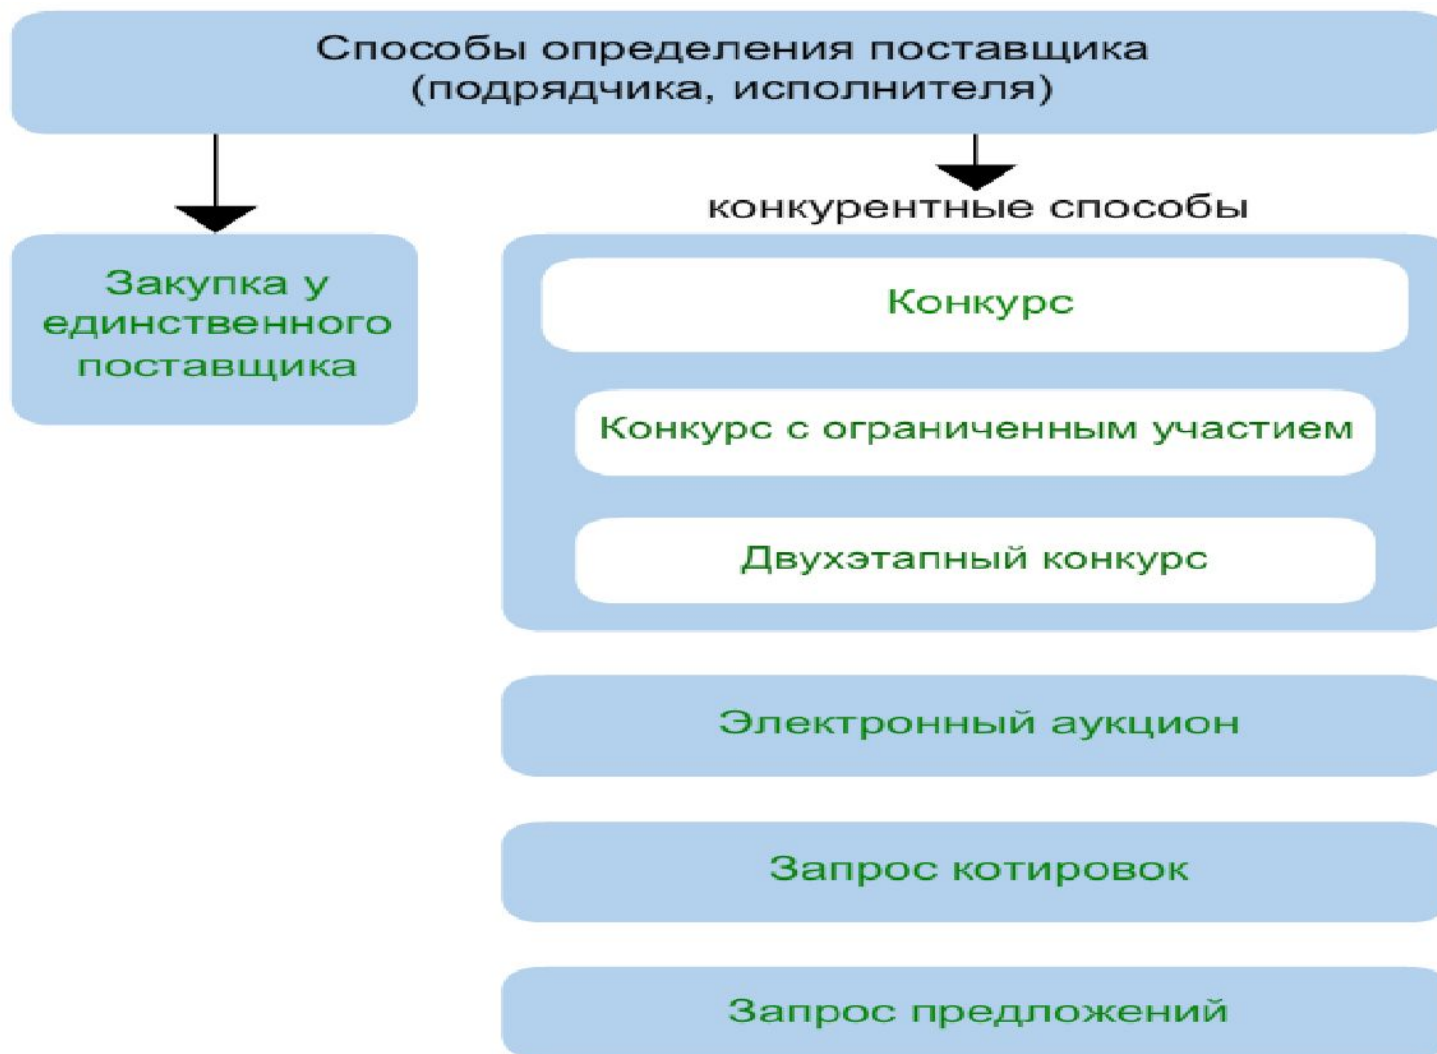 Способы определения поставщика
(подрядчика, исполнителя)
конкурентные способы
Закупка у
единственного
поставщика
Конкурс
Конкурс с ограниченным участием
Двухэтапный конкурс
Электронный аукцион
Запрос котировок
Запрос предложений